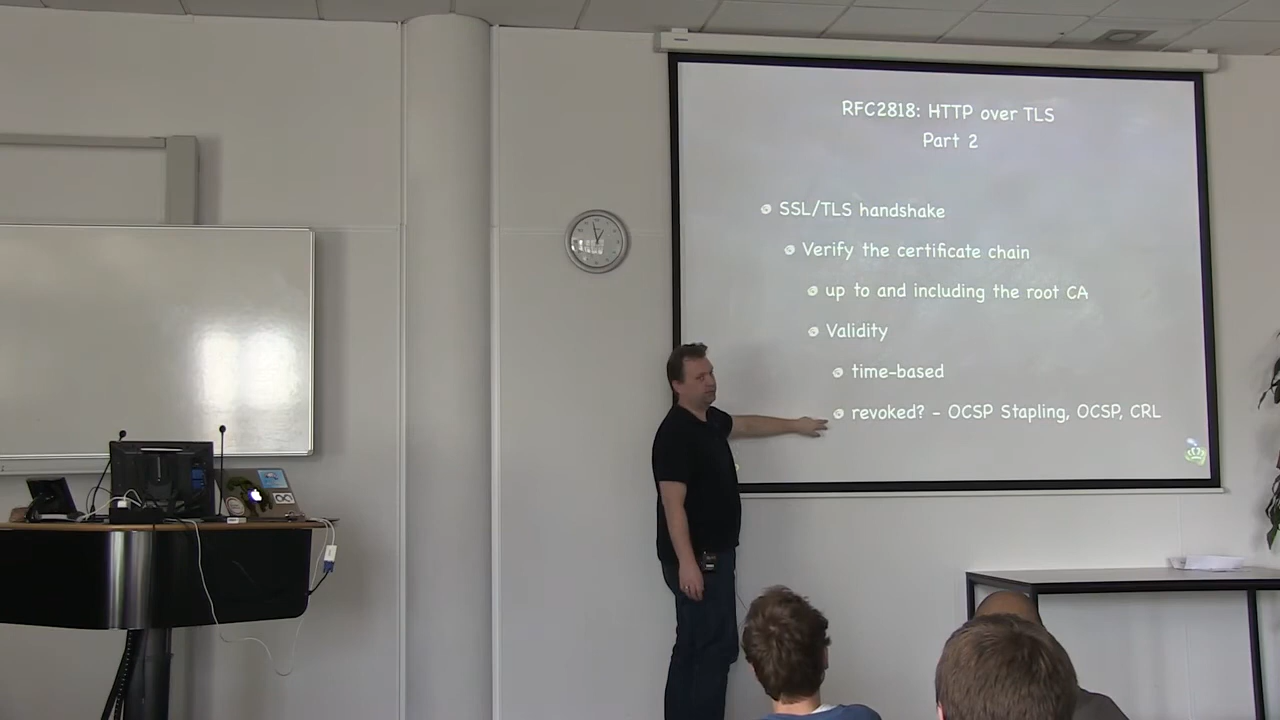 RFC2818: HTTP over TLS
Part 2
SSL/TLS handshake
Verify the certificate chain
up to and including the root CA
Validity
time-based
revoked? - OCSP Stapling, OCSP, CRL